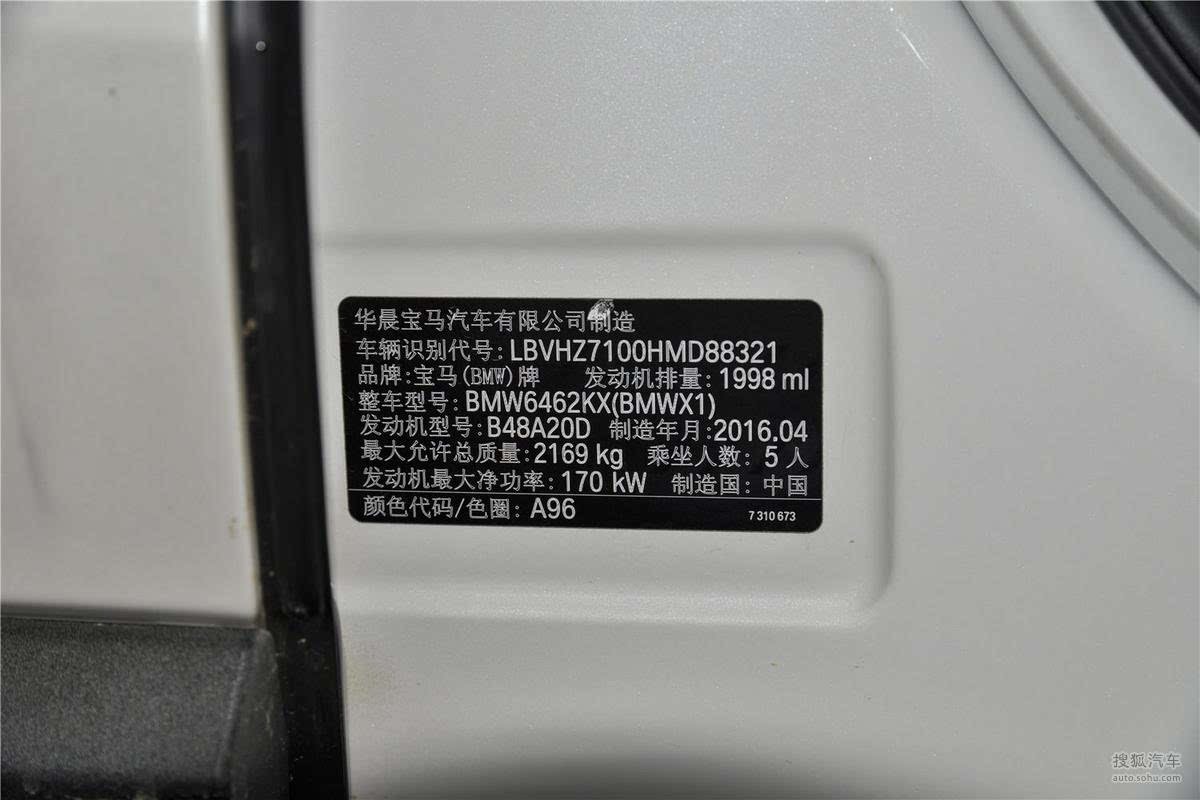 华晨宝马汽车有限公司制造
车辆识别代号: LBVHZ7100HMD88321
品牌:宝马(BMW)牌 发动机排量: 1998 ml
整车型号: BMW6462KX(BMWX1)
发动机型号: B48A20D 制造年月:2016.04
最大允许总质量: 2169 kg 乘坐人数: 5 人
发动机最大净功率: 170 kW 制造国: 中国
颜色代码/色圈: A96 7 310 673
搜狐汽车
auto.sohu.com